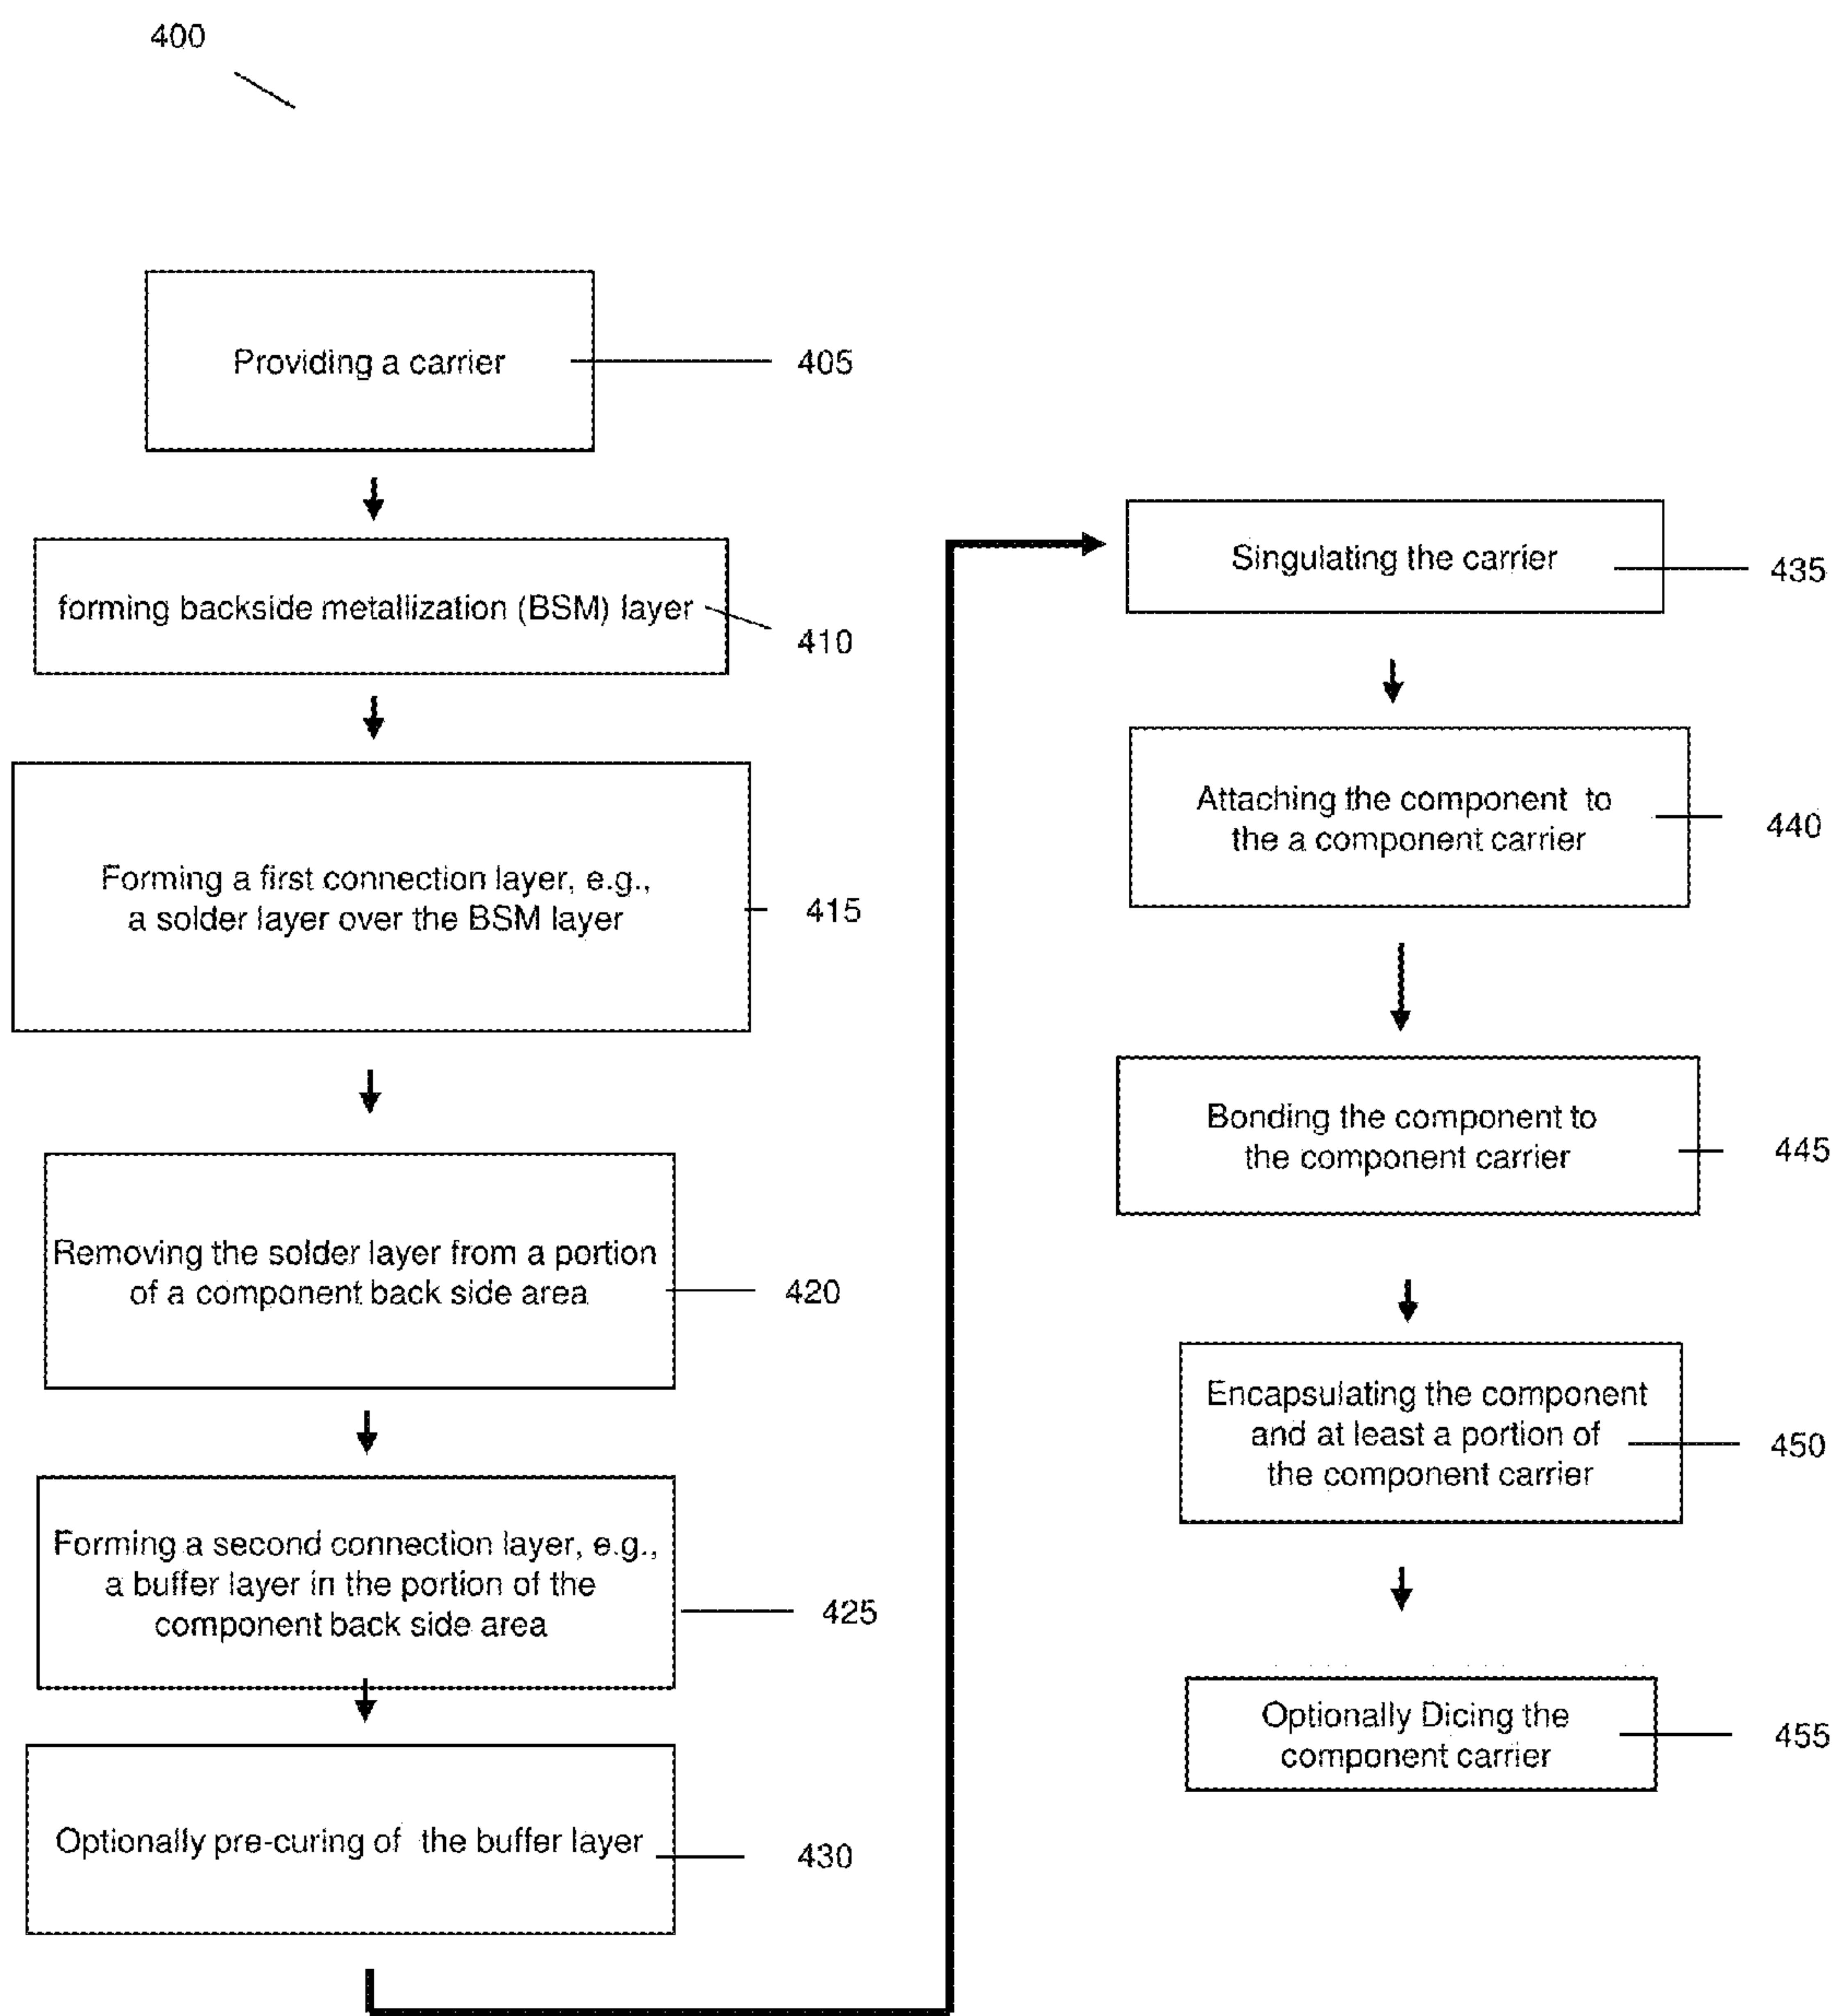 400
Providing a carrier
405
forming backside metallization (BSM) layer
410
Forming a first connection layer, e.g.,
a solder layer over the BSM layer
415
Removing the solder layer from a portion
of a component back side area
420
Forming a second connection layer, e.g.,
a buffer layer in the portion of the
component back side area
425
Optionally pre-curing of the buffer layer
430
Singulating the carrier
435
Attaching the component to
the a component carrier
440
Bonding the component to
the component carrier
445
Encapsulating the component
and at least a portion of
the component carrier
450
Optionally Dicing the
component carrier
455